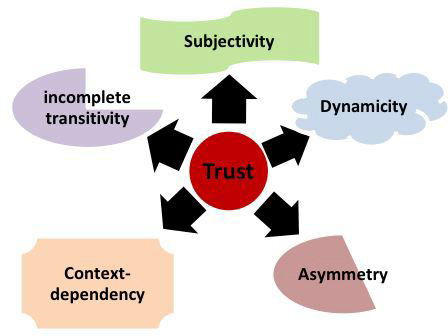 Subjectivity
incomplete
transitivity
Dynamicity
Trust
Context-
dependency
Asymmetry